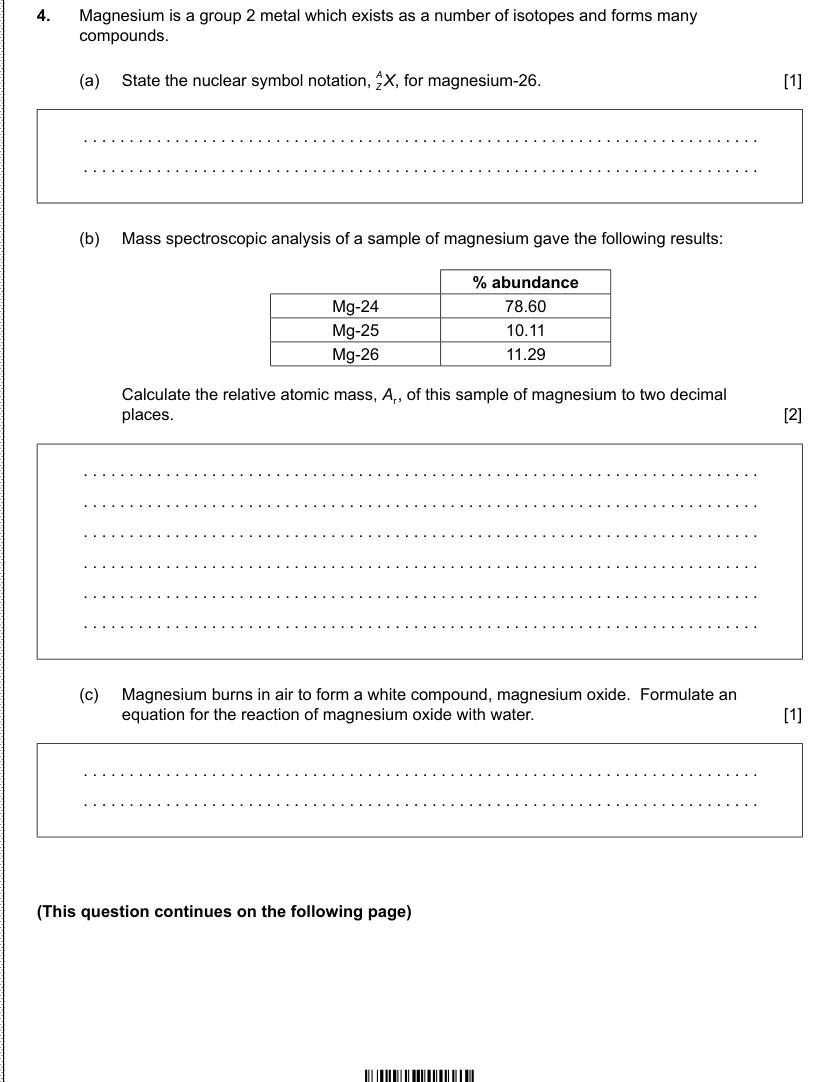 4. Magnesium is a group 2 metal which exists as a number of isotopes and forms many
compounds.
(a) State the nuclear symbol notation, ᴬ_ZX, for magnesium-26. [1]
(b) Mass spectroscopic analysis of a sample of magnesium gave the following results:
% abundance
Mg-24 78.60
Mg-25 10.11
Mg-26 11.29
Calculate the relative atomic mass, Aᵣ, of this sample of magnesium to two decimal
places. [2]
(c) Magnesium burns in air to form a white compound, magnesium oxide. Formulate an
equation for the reaction of magnesium oxide with water. [1]
(This question continues on the following page)